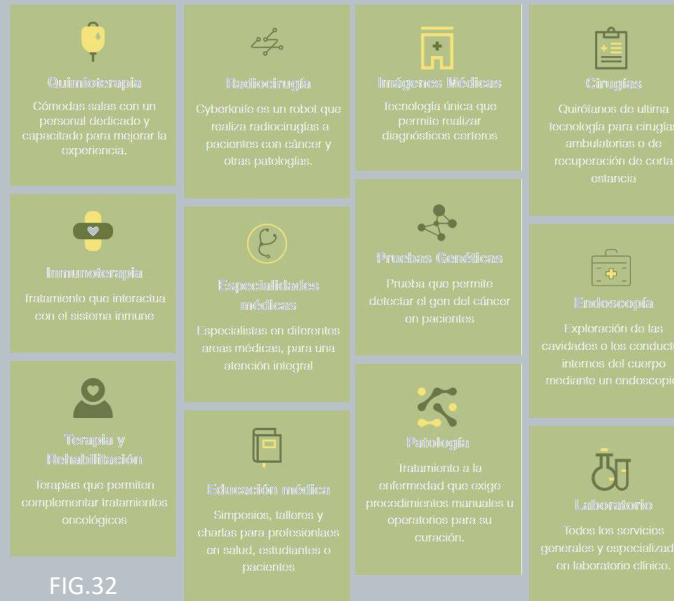 Quimioterapia
Cómodas salas con un
personal dedicado y
capacitado para mejorar la
experiencia.
Inmunoterapia
Tratamiento que interactua
con el sistema inmune
Terapia y
Rehabilitación
Terapias que permiten
complementar tratamientos
oncológicos
FIG.32
Radiocirugía
Cyberknife es un robot que
realiza radiocirugías a
pacientes con cáncer y
otras patologías.
Especialidades
médicas
Especialistas en diferentes
areas médicas, para una
atención integral
Educación médica
Simposios, talleres y
charlas para profesionlaes
en salud, estudiantes o
pacientes
Imágenes Médicas
Tecnología única que
permite realizar
diagnósticos certeros
Pruebas Genéticas
Prueba que permite
detectar el gen del cáncer
en pacientes
Patología
Tratamiento a la
enfermedad que exige
procedimientos manuales u
operatorios para su
curación.
Cirugías
Quirófanos de ultima
tecnología para cirugías
ambulatorias o de
recuperación de corta
estancia
Endoscopía
Exploración de las
cavidades o los conducto
internos del cuerpo
mediante un endoscopio
Laboratorio
Todos los servicios
generales y especializad
en laboratorio clínico.